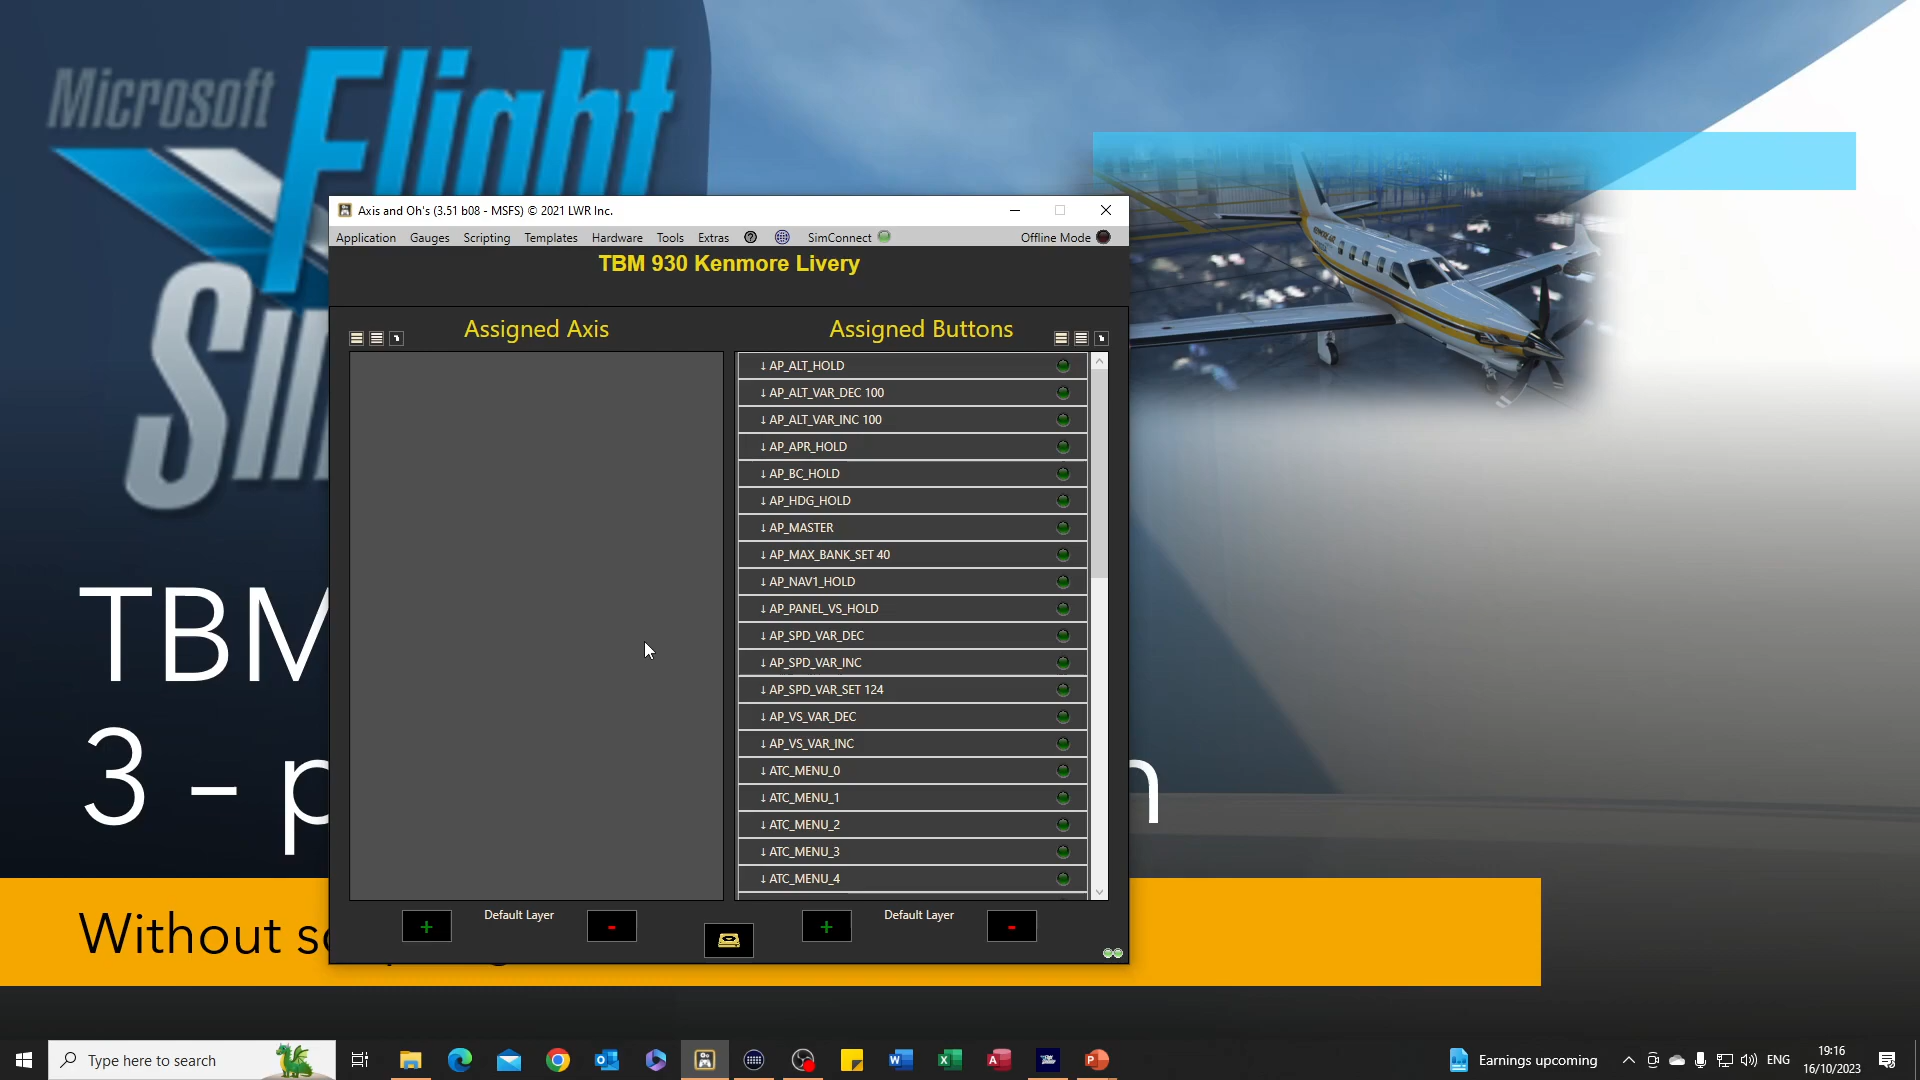 Microsoft
Flight
Axis and Oh's (3.51 b08 - MSFS) © 2021 LWR Inc.
Application Gauges Scripting Templates Hardware Tools Extras SimConnect Offline Mode
TBM 930 Kenmore Livery
Assigned Axis
Assigned Buttons
↓ AP_ALT_HOLD
↓ AP_ALT_VAR_DEC 100
↓ AP_ALT_VAR_INC 100
↓ AP_APR_HOLD
↓ AP_BC_HOLD
↓ AP_HDG_HOLD
↓ AP_MASTER
↓ AP_MAX_BANK_SET 40
↓ AP_NAV1_HOLD
↓ AP_PANEL_VS_HOLD
↓ AP_SPD_VAR_DEC
↓ AP_SPD_VAR_INC
↓ AP_SPD_VAR_SET 124
↓ AP_VS_VAR_DEC
↓ AP_VS_VAR_INC
↓ ATC_MENU_0
↓ ATC_MENU_1
↓ ATC_MENU_2
↓ ATC_MENU_3
↓ ATC_MENU_4
+ Default Layer - + Default Layer -
TBM
3 – p
Without
Type here to search
Earnings upcoming
ENG
19:16
16/10/2023